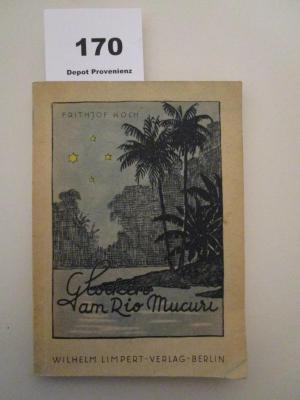 170
Depot Provenienz
FRITHJOF KOCH
Glocken
am Rio Mucuri
WILHELM LIMPERT-VERLAG-BERLIN